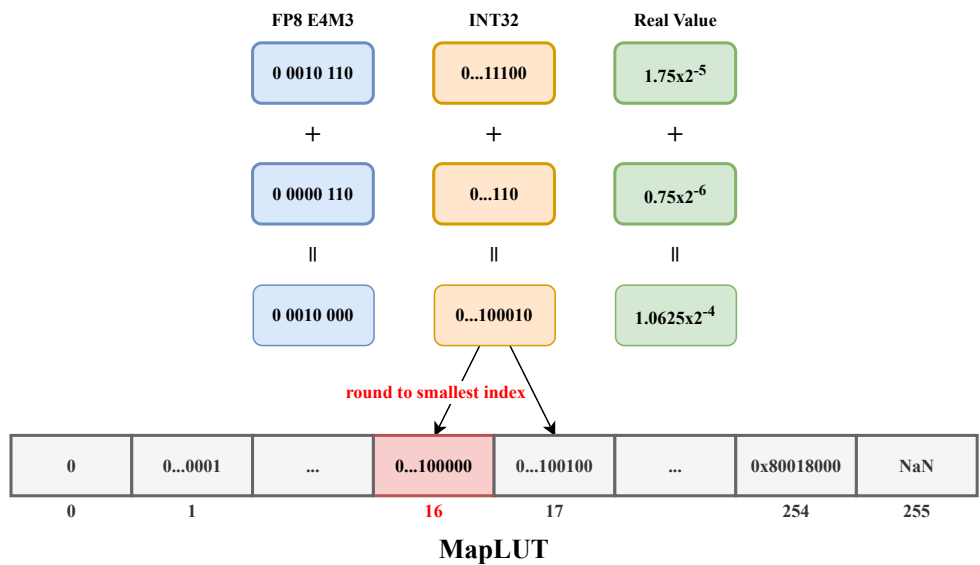 FP8 E4M3 INT32 Real Value
0 0010 110 0...11100 1.75x2-5
+ + +
0 0000 110 0...110 0.75x2-6
= = =
0 0010 000 0...100010 1.0625x2-4
round to smallest index
0 0...0001 ... 0...100000 0...100100 ... 0x80018000 NaN
0 1 16 17 254 255
MapLUT